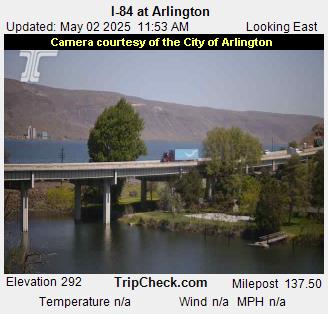 I-84 at Arlington
Updated: May 02 2025 11:53 AM Looking East
Camera courtesy of the City of Arlington
Elevation 292 TripCheck.com Milepost 137.50
Temperature n/a Wind n/a MPH n/a